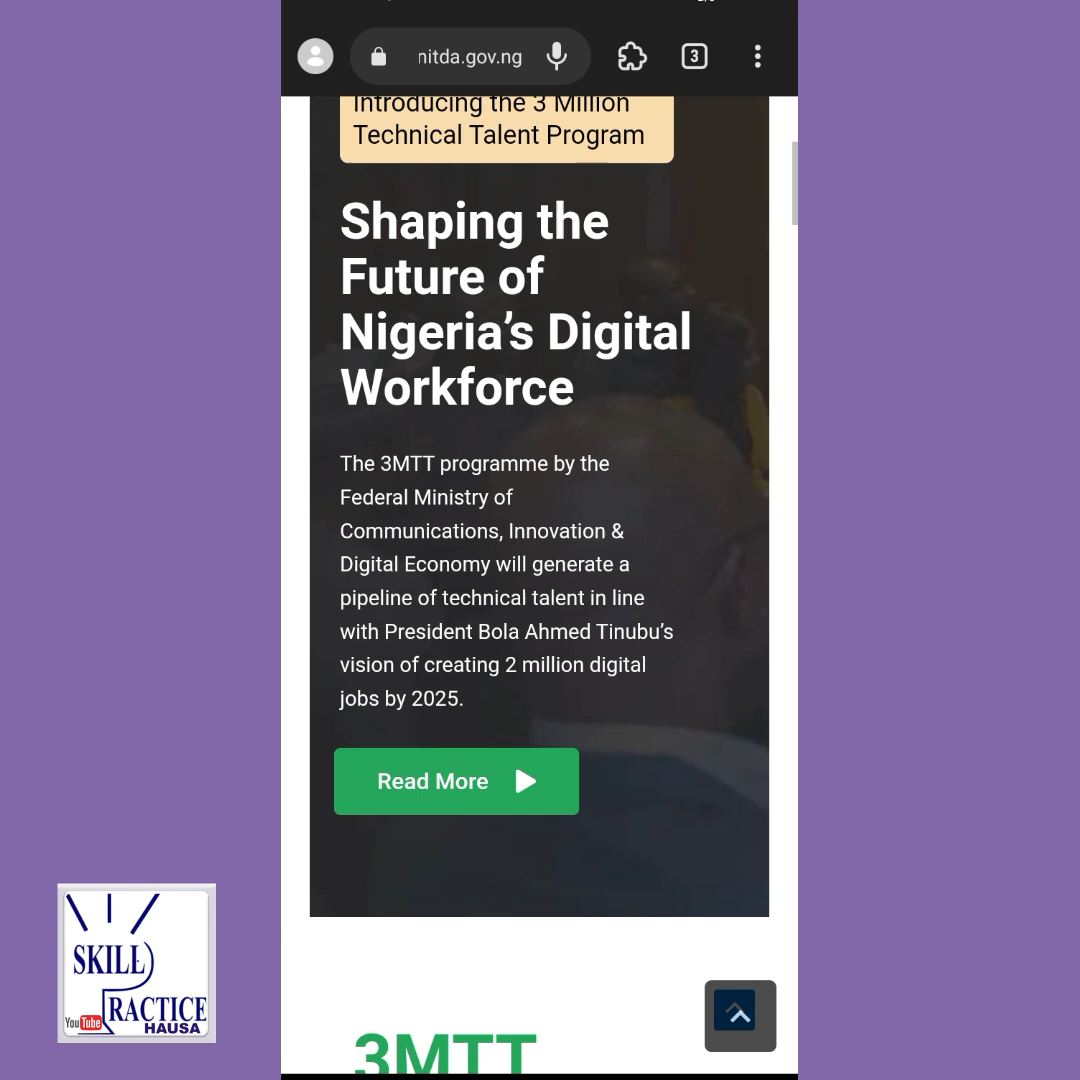 nitda.gov.ng
3
Introducing the 3 Million
Technical Talent Program
Shaping the
Future of
Nigeria’s Digital
Workforce
The 3MTT programme by the
Federal Ministry of
Communications, Innovation &
Digital Economy will generate a
pipeline of technical talent in line
with President Bola Ahmed Tinubu’s
vision of creating 2 million digital
jobs by 2025.
Read More
SKILL
PRACTICE
YouTube
HAUSA
3MTT